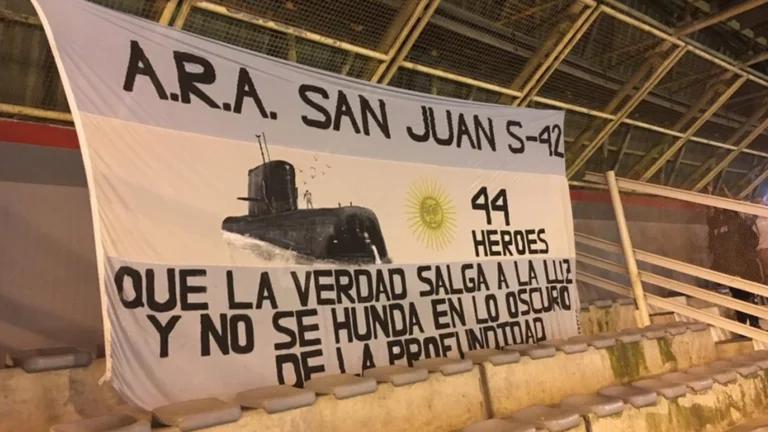 A.R.A. SAN JUAN S-42
44
HEROES
QUE LA VERDAD SALGA A LA LUZ
Y NO SE HUNDA EN LO OSCURO
DE LA PROFUNDIDAD